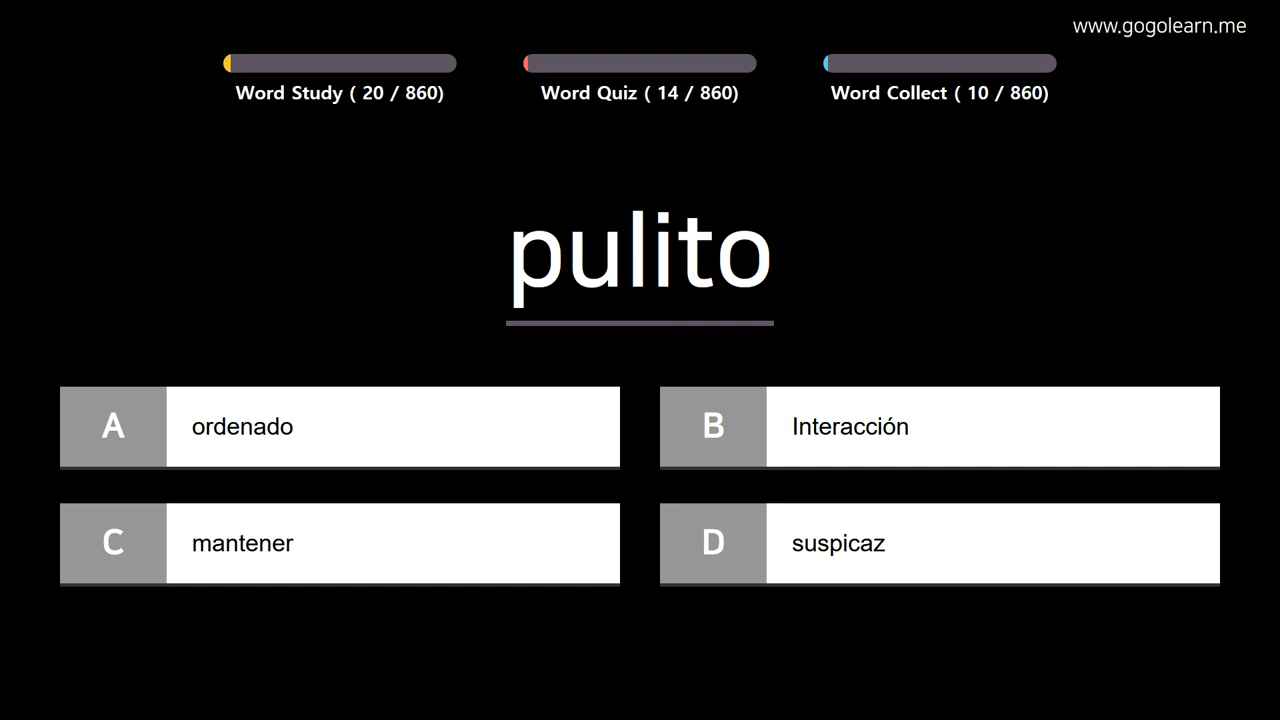 www.gogolearn.me
Word Study ( 20 / 860)
Word Quiz ( 14 / 860)
Word Collect ( 10 / 860)
pulito
A
ordenado
B
Interacción
C
mantener
D
suspicaz